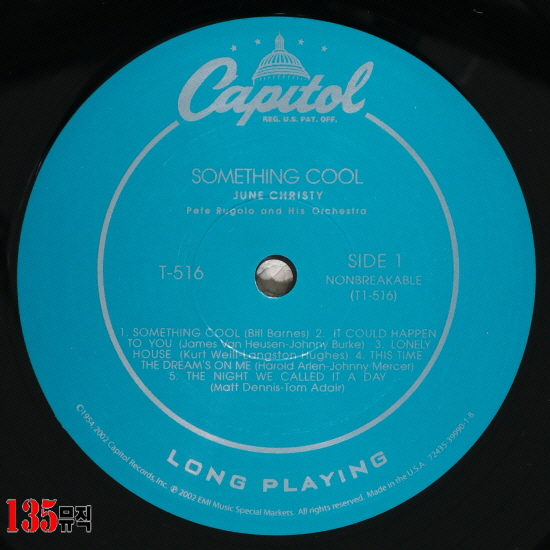 Capitol
REG. U.S. PAT. OFF.
SOMETHING COOL
JUNE CHRISTY
Pete Rugolo and His Orchestra
T-516
SIDE 1
NONBREAKABLE
(T1-516)
1. SOMETHING COOL (Bill Barnes) 2. IT COULD HAPPEN
TO YOU (James Van Heusen-Johnny Burke) 3. LONELY
HOUSE (Kurt Weill-Langston Hughes) 4. THIS TIME
THE DREAM'S ON ME (Harold Arlen-Johnny Mercer)
5. THE NIGHT WE CALLED IT A DAY
(Matt Dennis-Tom Adair)
LONG PLAYING
©1954, 2002 Capitol Records, Inc. ℗ 2002 EMI Music Special Markets. All rights reserved. Made in the U.S.A. 72435-39990-1-8
135뮤직